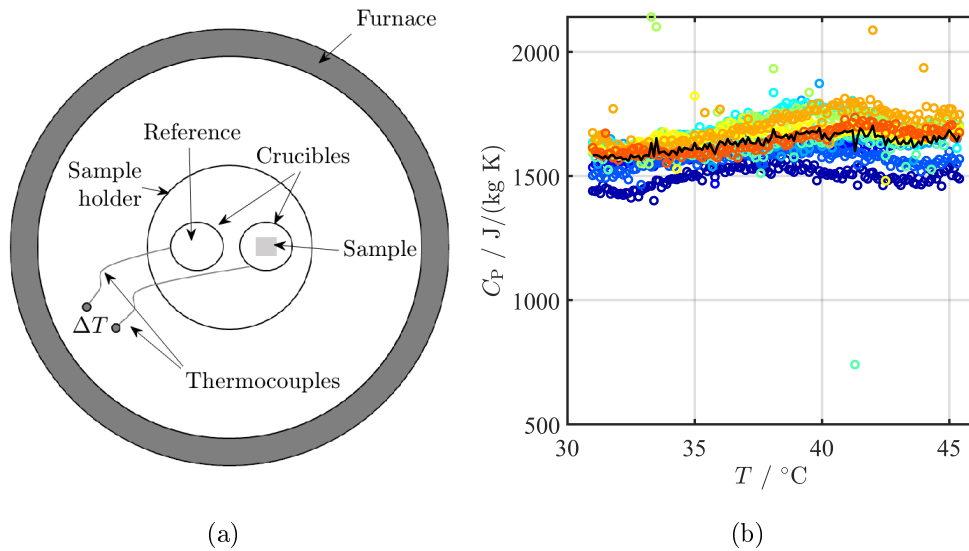 Furnace
Reference
Crucibles
Sample
holder
Sample
ΔT
Thermocouples
(a)
2000
1500
1000
500
30
35
40
45
C_P / J/(kg K)
T / °C
(b)